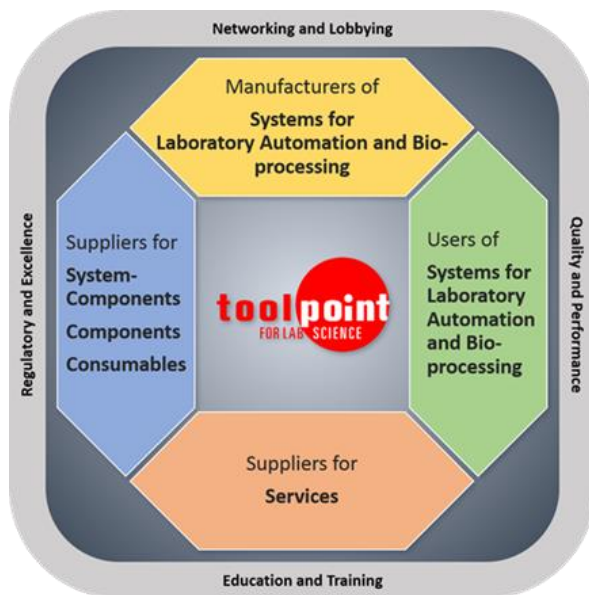 Networking and Lobbying
Manufacturers of
Systems for
Laboratory Automation and Bio-
processing
Regulatory and Excellence
Suppliers for
System-
Components
Components
Consumables
toolpoint
FOR LAB SCIENCE
Users of
Systems for
Laboratory
Automation
and Bio-
processing
Quality and Performance
Suppliers for
Services
Education and Training